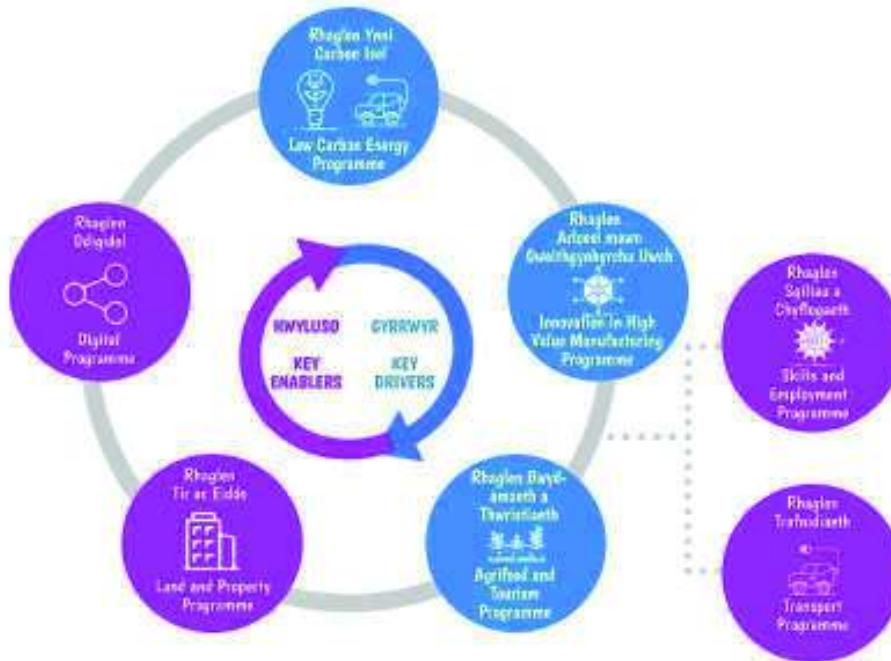 Rhaglen Ynni
Carbon Isel
Low Carbon Energy
Programme
Rhaglen
Ddigidol
Digital
Programme
Rhaglen
Arloesi mewn
Gweithgynhyrchu Uwch
Innovation in High
Value Manufacturing
Programme
HWYLUSO
GYRRWYR
KEY
ENABLERS
KEY
DRIVERS
Rhaglen
Sgiliau a
Chyflogaeth
Skills and
Employment
Programme
Rhaglen
Tir ac Eiddo
Land and Property
Programme
Rhaglen Bwyd-
amaeth a
Thwristiaeth
Agrifood and
Tourism
Programme
Rhaglen
Trafnidiaeth
Transport
Programme